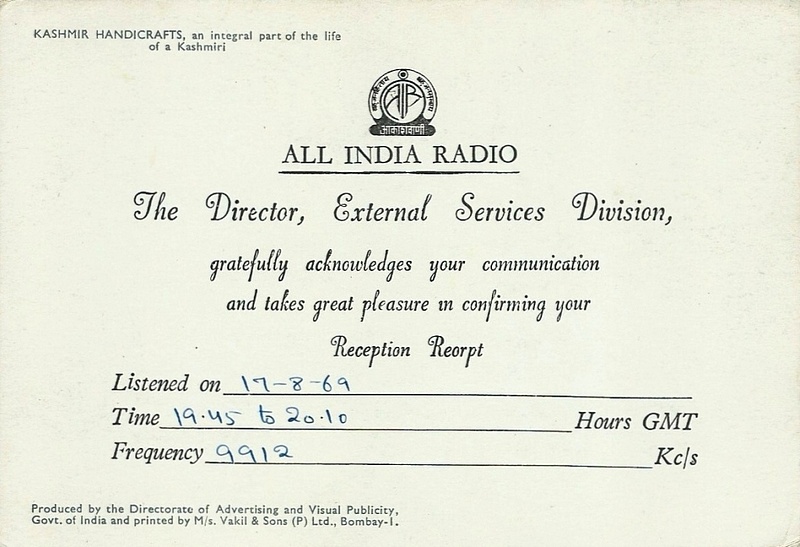 KASHMIR HANDICRAFTS, an integral part of the life
of a Kashmiri
आकाशवाणी
ALL INDIA RADIO
The Director, External Services Division,
gratefully acknowledges your communication
and takes great pleasure in confirming your
Reception Reorpt
Listened on 17-8-69
Time 19.45 to 20.10 Hours GMT
Frequency 9912 Kc/s
Produced by the Directorate of Advertising and Visual Publicity,
Govt. of India and printed by M/s. Vakil & Sons (P) Ltd., Bombay-1.